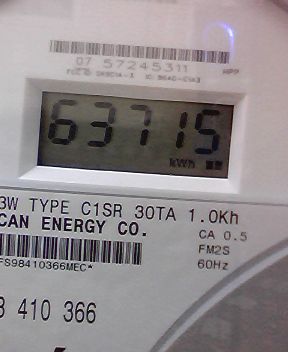 07 57245311
63715
kWh
3W TYPE C1SR 30TA 1.0Kh
CAN ENERGY CO.
CA 0.5
FM2S
60Hz
FS98410366MEC*
8 410 366